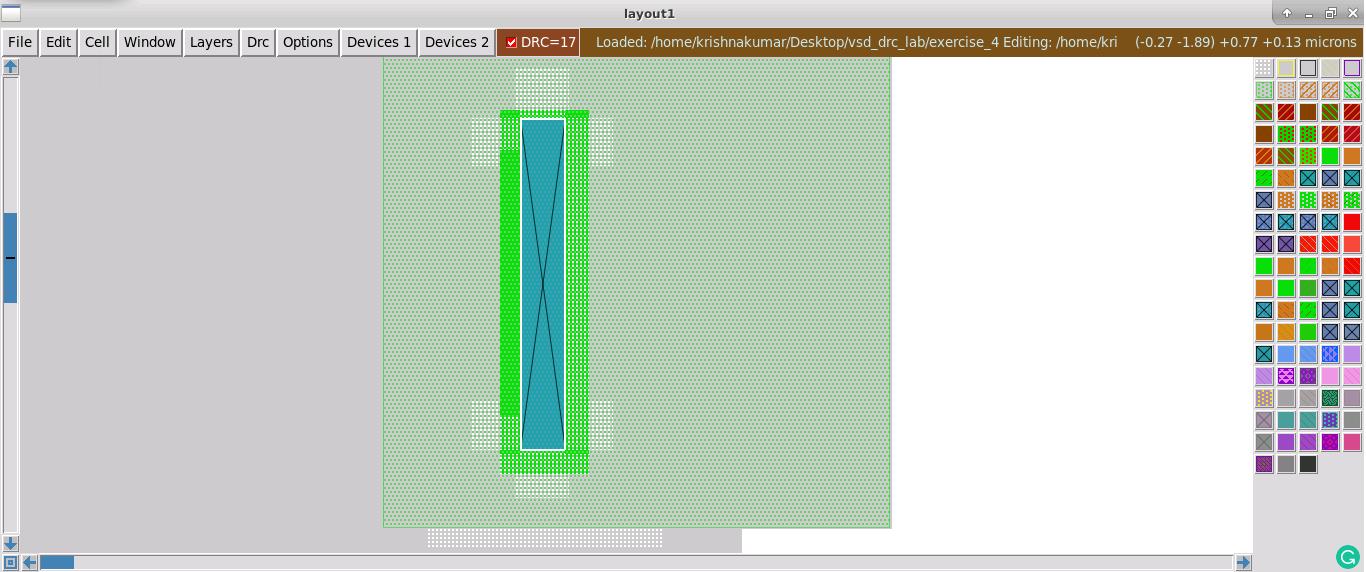 layout1
File Edit Cell Window Layers Drc Options Devices 1 Devices 2 DRC=17 Loaded: /home/krishnakumar/Desktop/vsd_drc_lab/exercise_4 Editing: /home/kri (-0.27 -1.89) +0.77 +0.13 microns